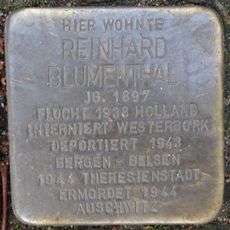 HIER WOHNTE
REINHARD
BLUMENTHAL
JG. 1897
FLUCHT 1938 HOLLAND
INTERNIERT WESTERBORK
DEPORTIERT 1943
BERGEN-BELSEN
1944 THERESIENSTADT
ERMORDET 1944
AUSCHWITZ